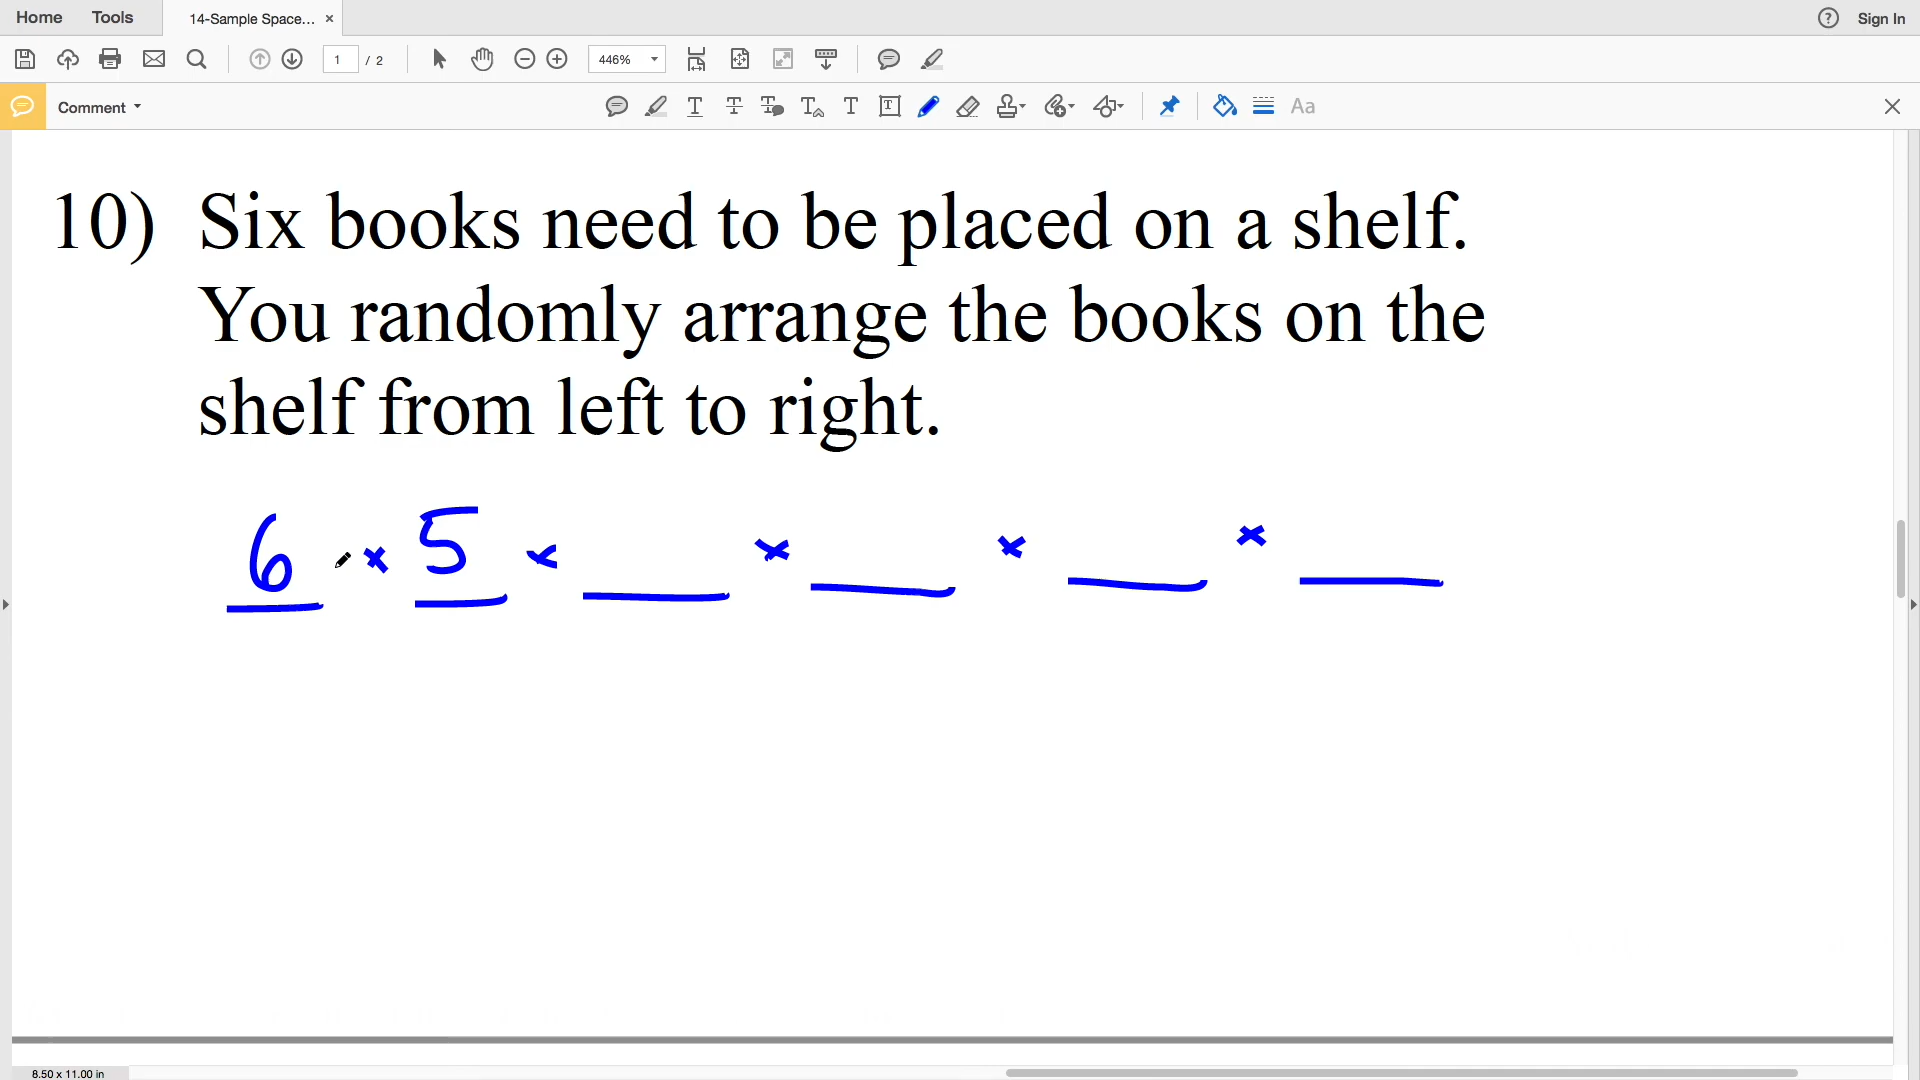 Home Tools 14-Sample Space... × ? Sign In
1 / 2 446%
Comment Aa
10) Six books need to be placed on a shelf.
You randomly arrange the books on the
shelf from left to right.
6 × 5 × ___ × ___ × ___ × ___
8.50 x 11.00 in